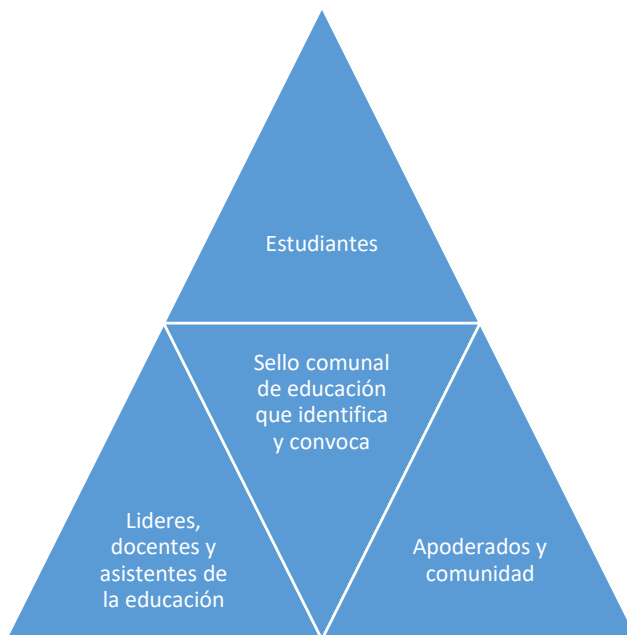 Estudiantes
Sello comunal
de educación
que identifica
y convoca
Lideres,
docentes y
asistentes de
la educación
Apoderados y
comunidad